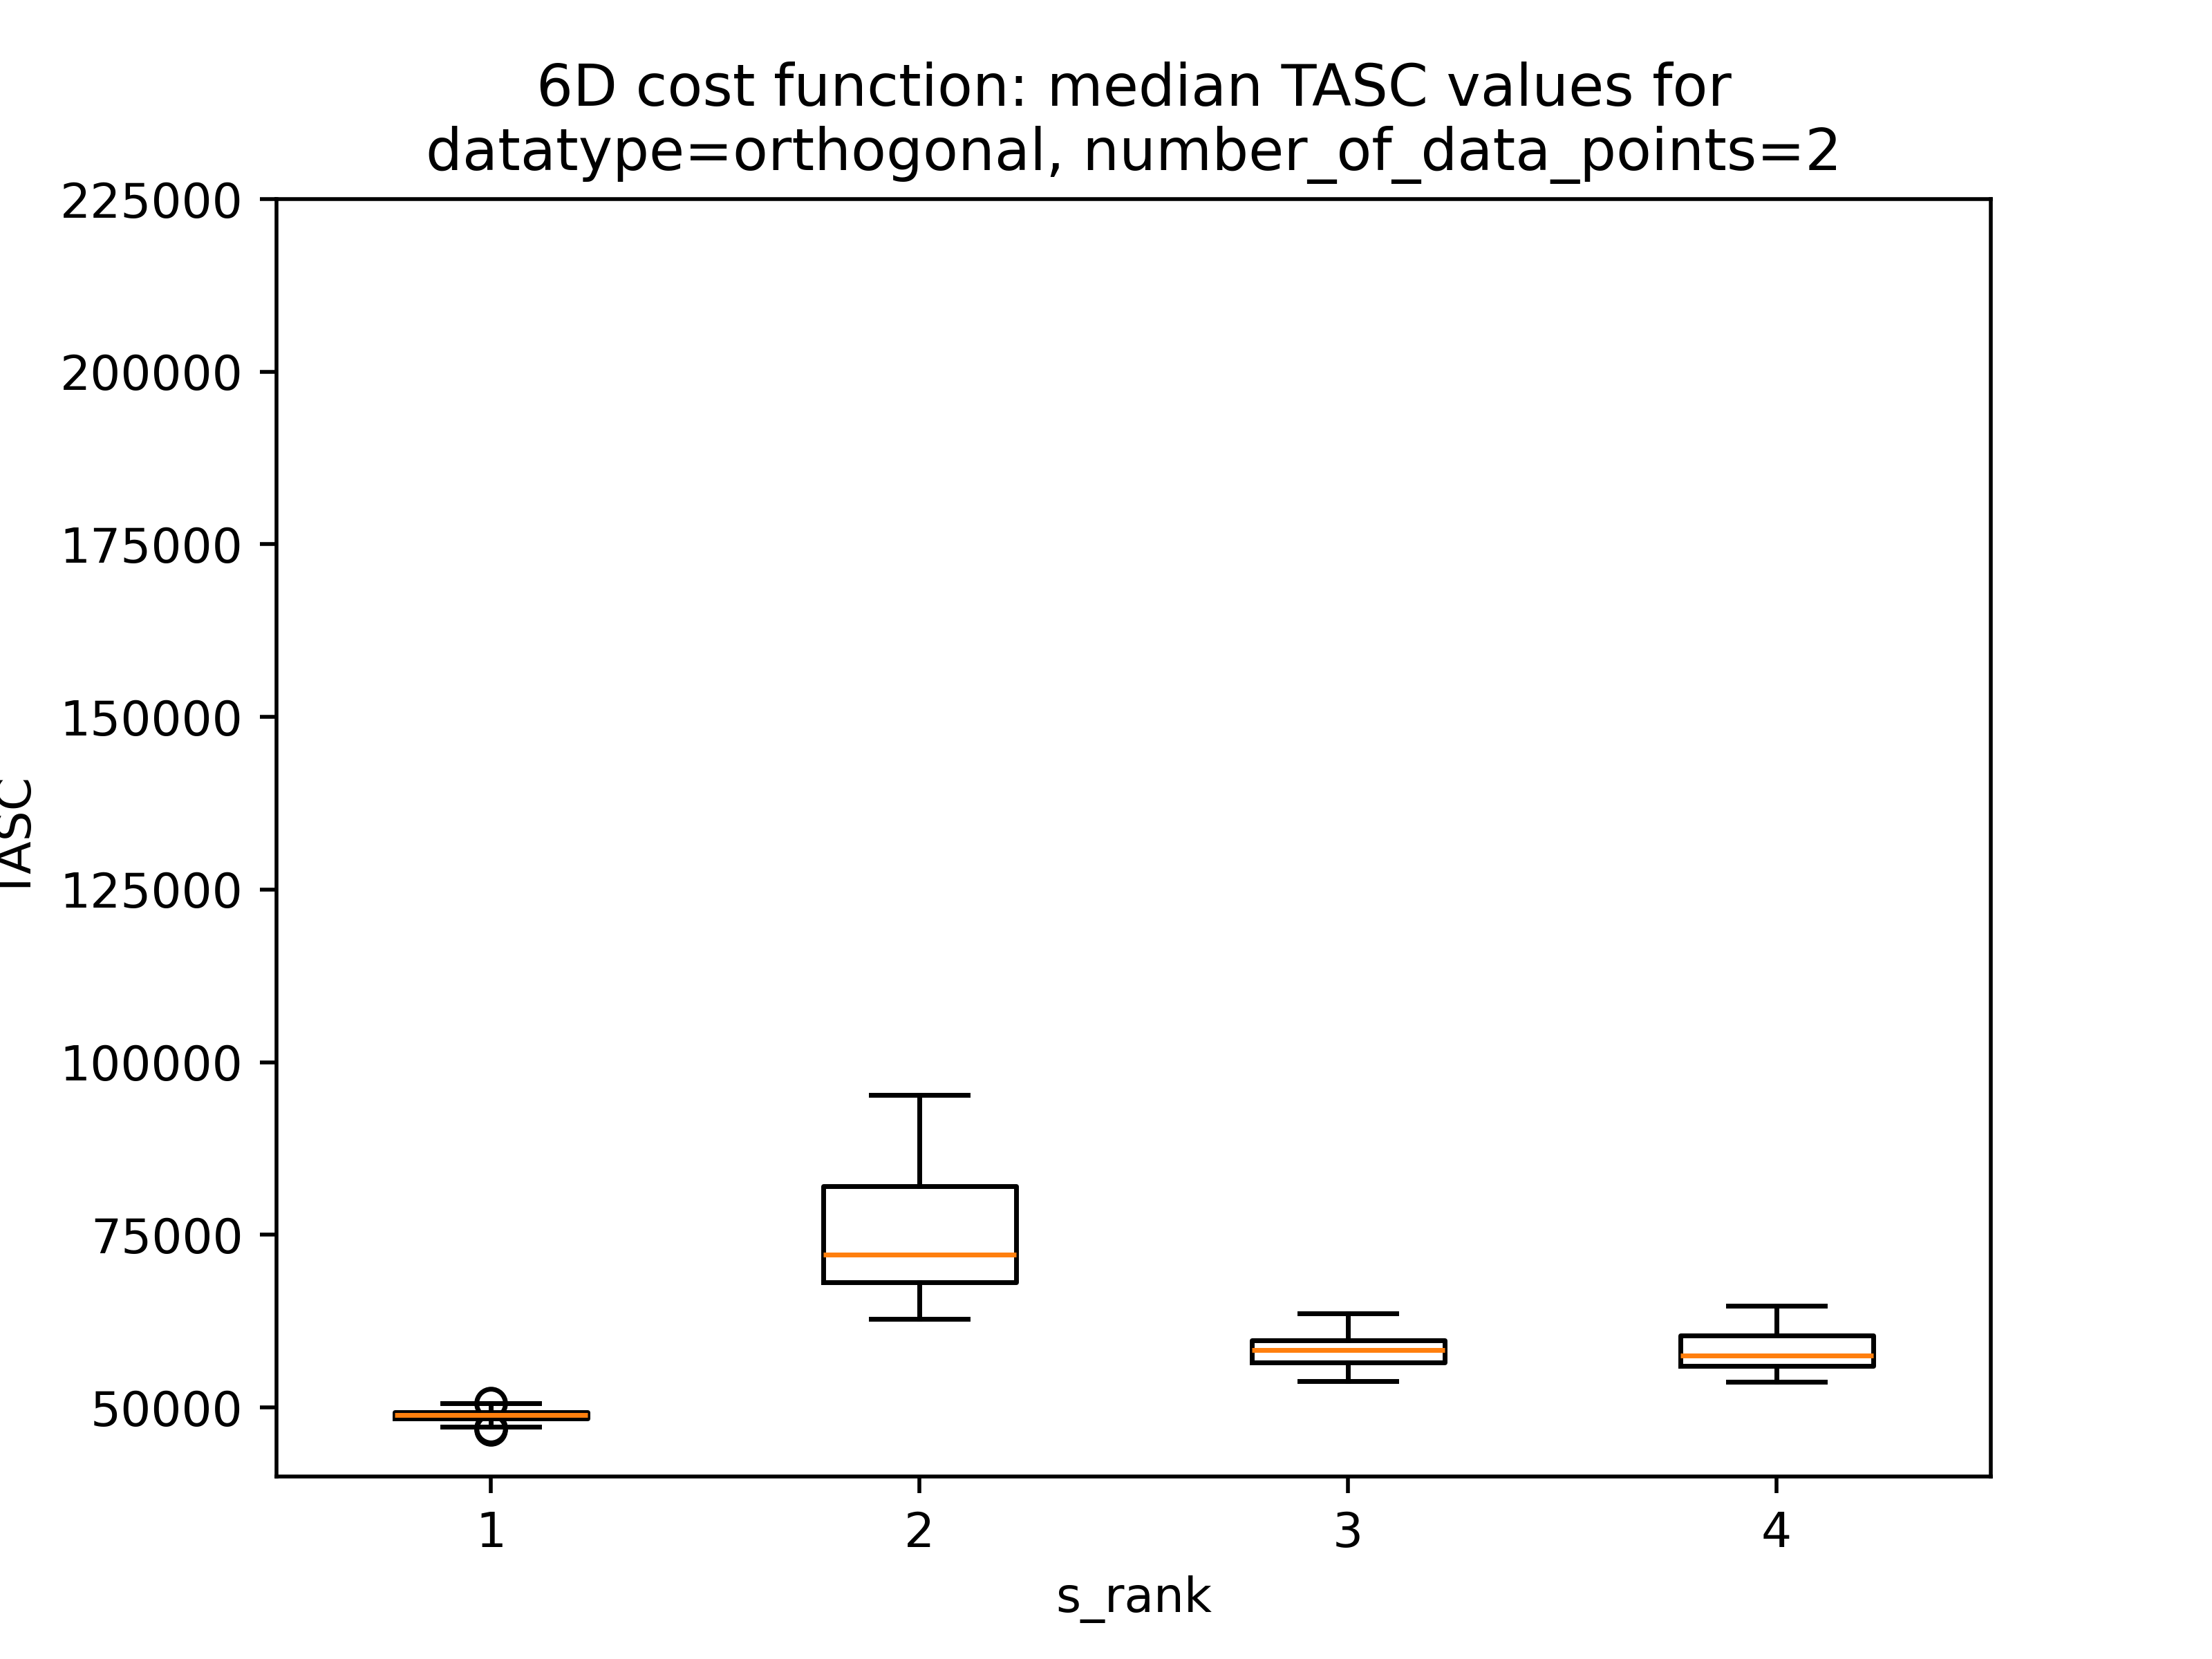 6D cost function: median TASC values for
datatype=orthogonal, number_of_data_points=2
225000
200000
175000
150000
125000
100000
75000
50000
TASC
1 2 3 4
s_rank